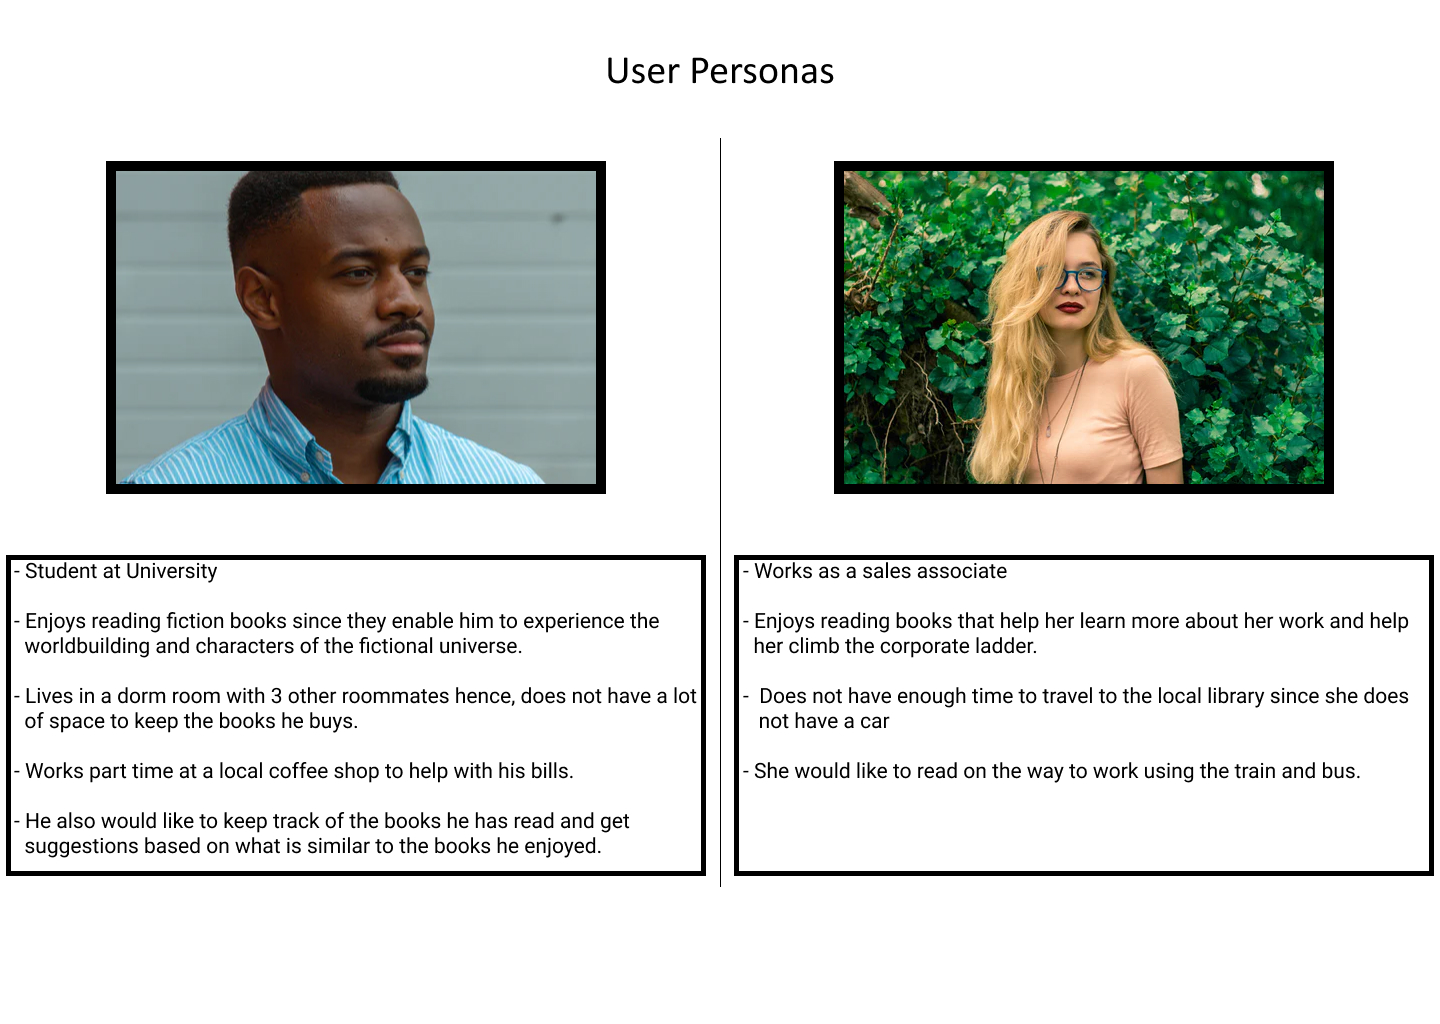 User Personas
- Student at University
- Enjoys reading fiction books since they enable him to experience the
worldbuilding and characters of the fictional universe.
- Lives in a dorm room with 3 other roommates hence, does not have a lot
of space to keep the books he buys.
- Works part time at a local coffee shop to help with his bills.
- He also would like to keep track of the books he has read and get
suggestions based on what is similar to the books he enjoyed.
- Works as a sales associate
- Enjoys reading books that help her learn more about her work and help
her climb the corporate ladder.
- Does not have enough time to travel to the local library since she does
not have a car
- She would like to read on the way to work using the train and bus.